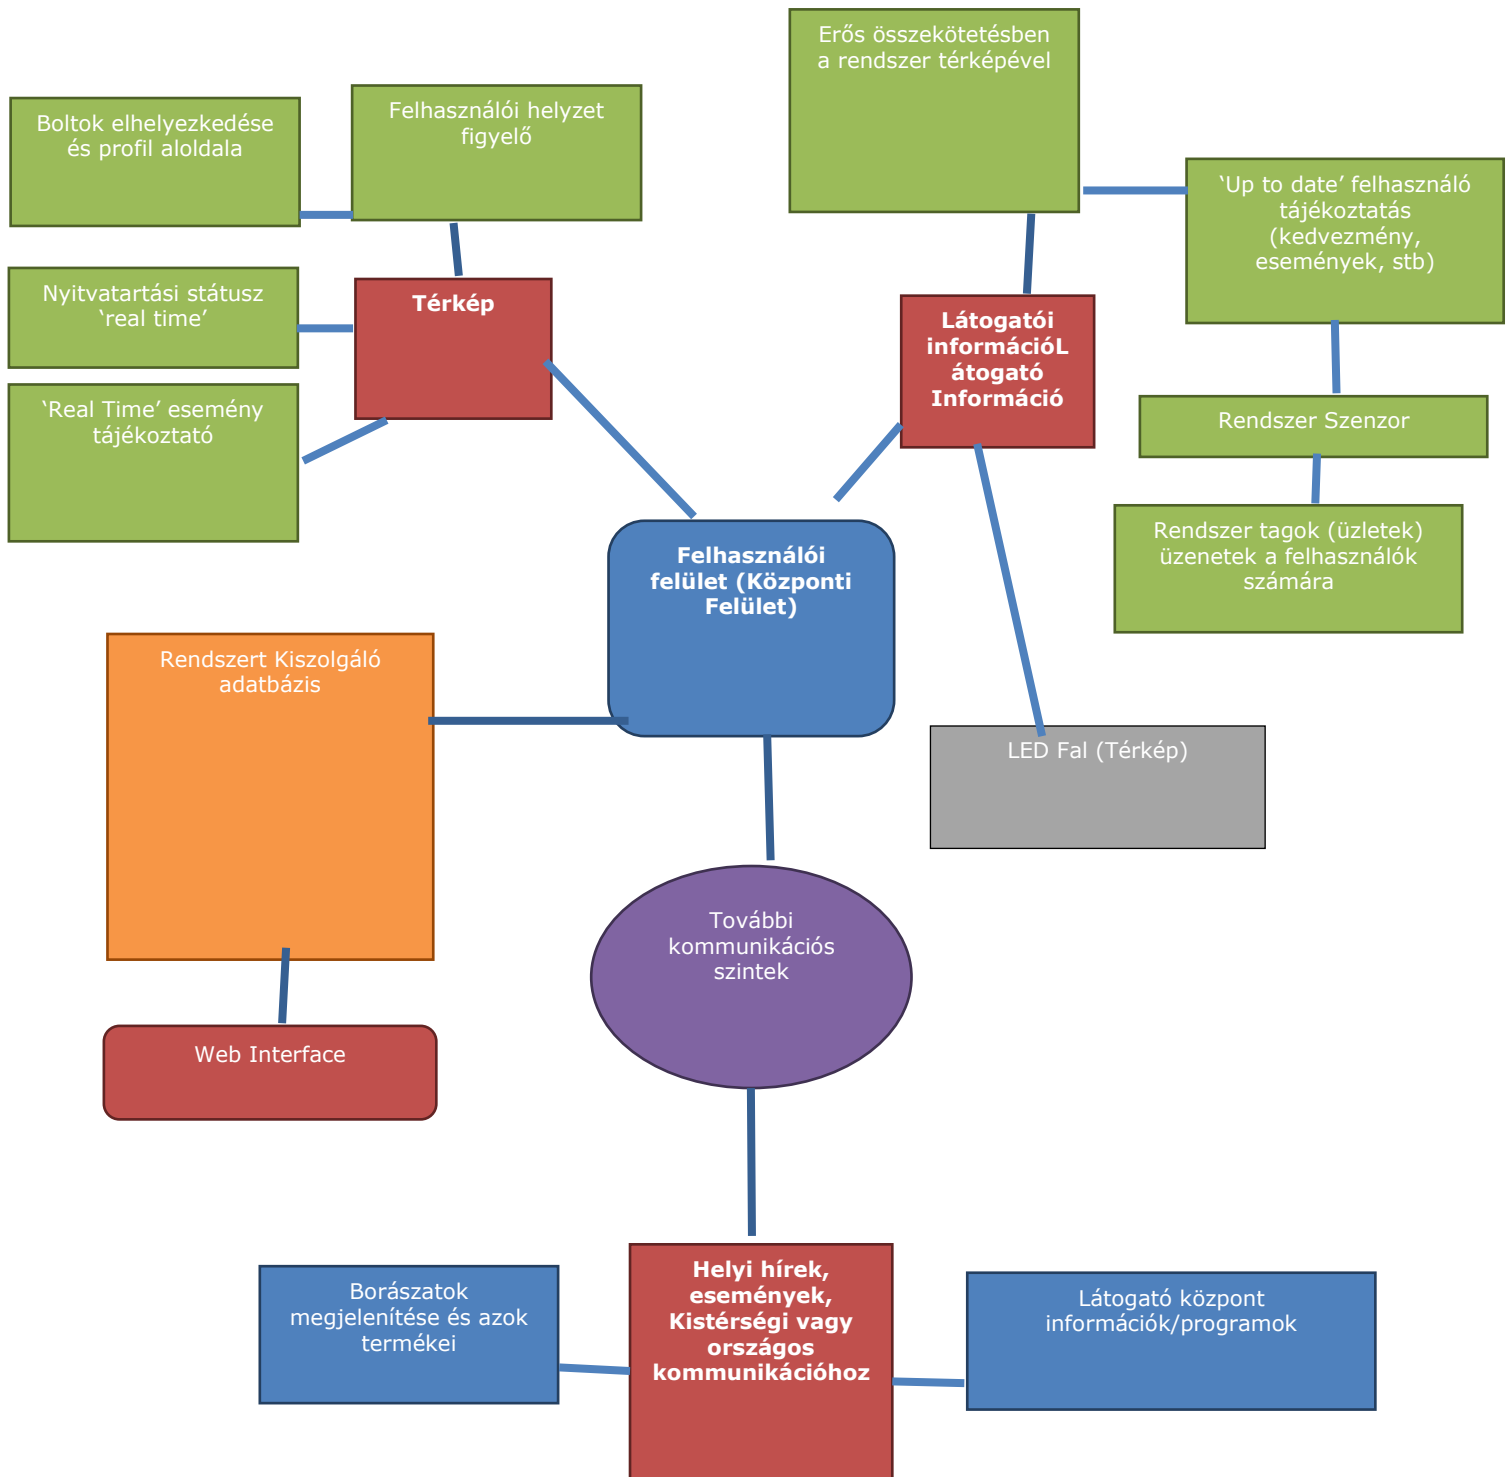 Erős összekötetésben
a rendszer térképével
Felhasználói helyzet
figyelő
Boltok elhelyezkedése
és profil aloldala
‘Up to date’ felhasználó
tájékoztatás
(kedvezmény,
események, stb)
Nyitvatartási státusz
‘real time’
Térkép
Látogatói
információL
átogató
Információ
‘Real Time’ esemény
tájékoztató
Rendszer Szenzor
Rendszer tagok (üzletek)
üzenetek a felhasználók
számára
Felhasználói
felület (Központi
Felület)
Rendszert Kiszolgáló
adatbázis
LED Fal (Térkép)
További
kommunikációs
szintek
Web Interface
Helyi hírek,
események,
Kistérségi vagy
országos
kommunikációhoz
Borászatok
megjelenítése és azok
termékei
Látogató központ
információk/programok